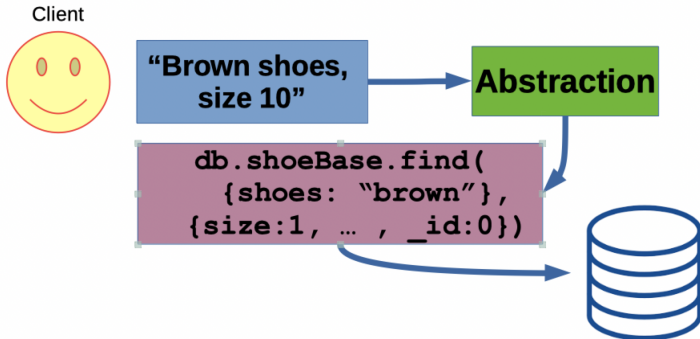 Client
“Brown shoes,
size 10”
Abstraction
db.shoeBase.find(
{shoes: “brown”},
{size:1, … , _id:0})